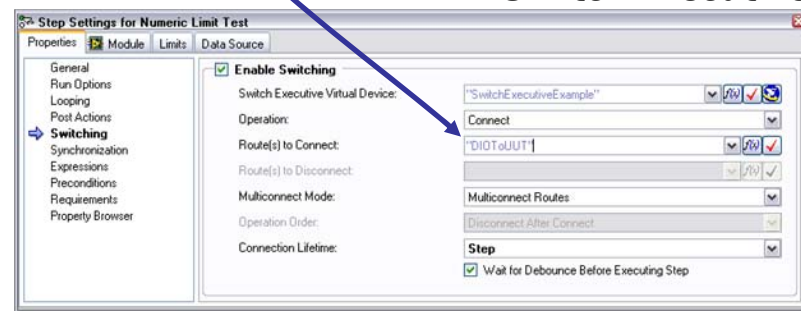 Step Settings for Numeric Limit Test
Properties Module Limits Data Source
General
Run Options
Looping
Post Actions
Switching
Synchronization
Expressions
Preconditions
Requirements
Property Browser
Enable Switching
Switch Executive Virtual Device: "SwitchExecutiveExample" f(x)
Operation: Connect
Route(s) to Connect: "DIOToUUT" f(x)
Route(s) to Disconnect: f(x)
Multiconnect Mode: Multiconnect Routes
Operation Order: Disconnect After Connect
Connection Lifetime: Step
Wait for Debounce Before Executing Step